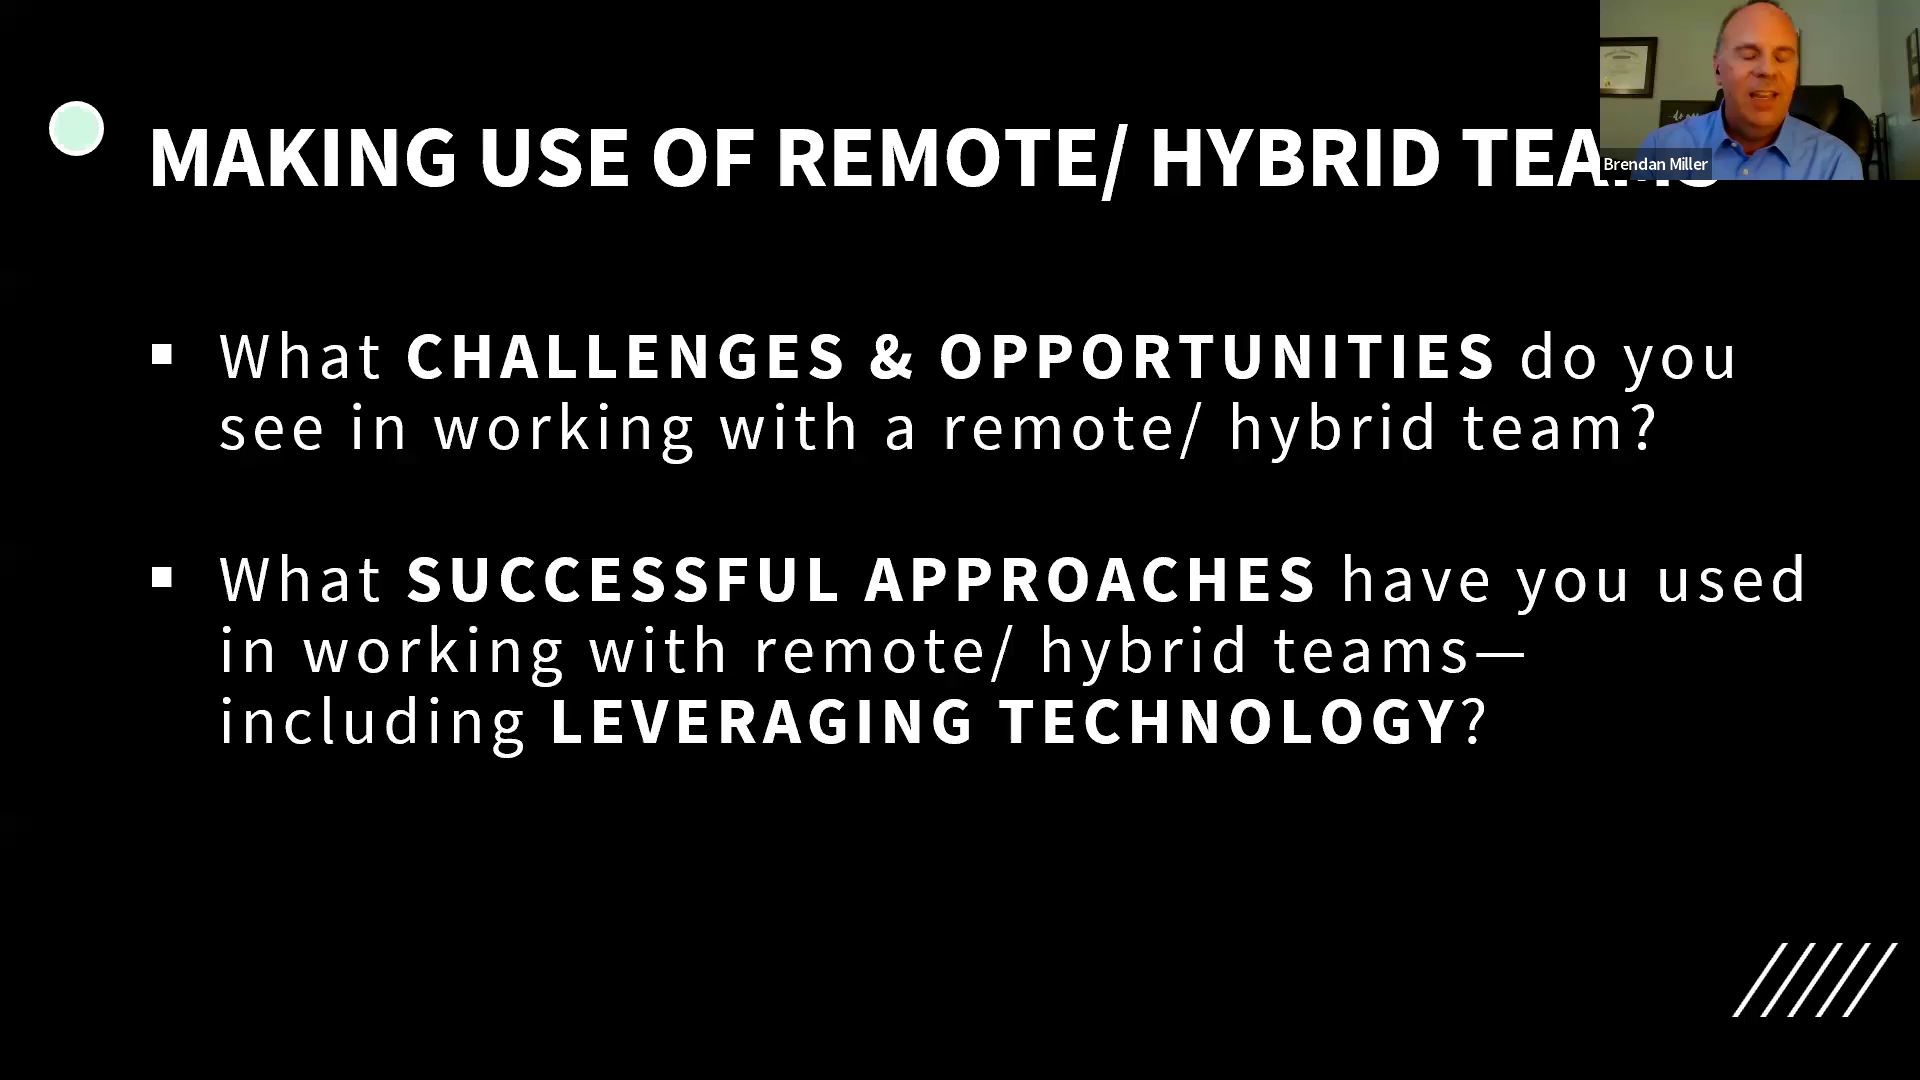 MAKING USE OF REMOTE/ HYBRID
Brendan Miller
▪ What CHALLENGES & OPPORTUNITIES do you
see in working with a remote/ hybrid team?
▪ What SUCCESSFUL APPROACHES have you used
in working with remote/ hybrid teams—
including LEVERAGING TECHNOLOGY?